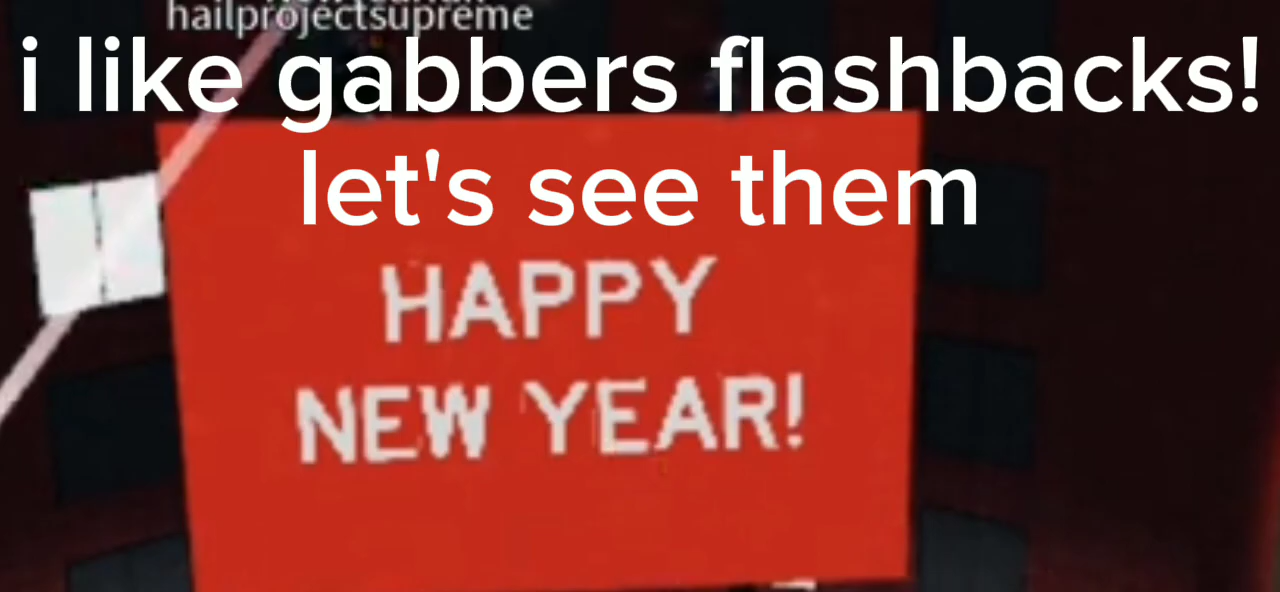 hailprojectsupreme
i like gabbers flashbacks!
let's see them
HAPPY
NEW YEAR!